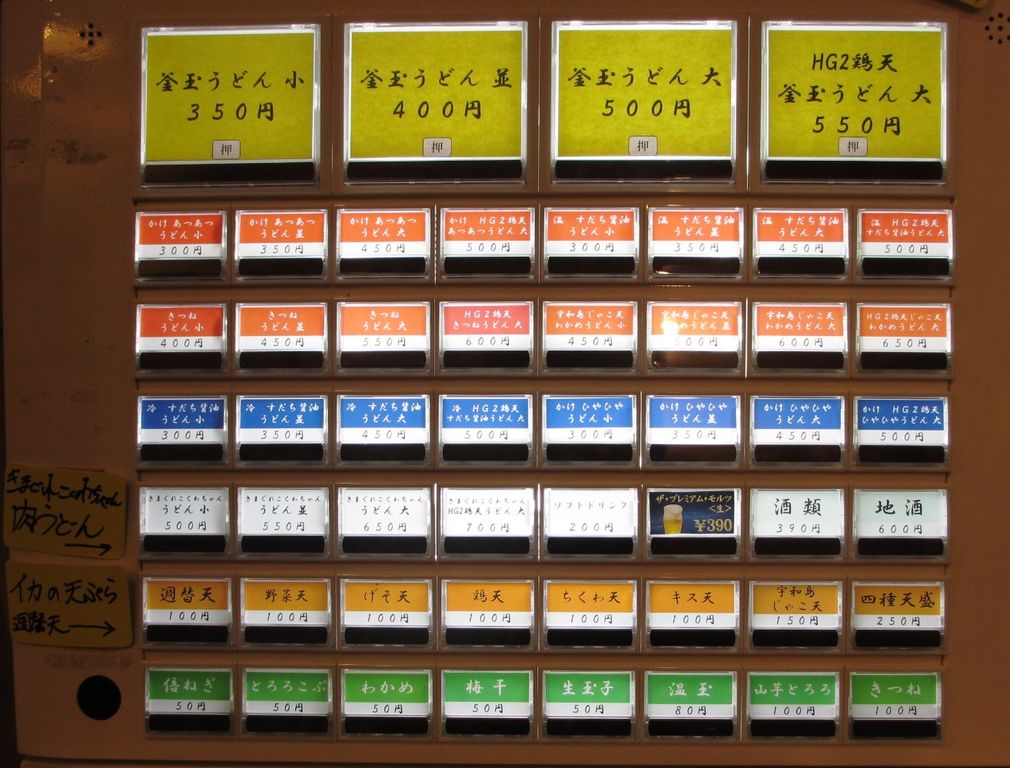 釜玉うどん 小
350円
押
釜玉うどん 並
400円
押
釜玉うどん 大
500円
押
HG2鶏天
釜玉うどん 大
550円
押
かけ あつあつ
うどん 小
300円
かけ あつあつ
うどん 並
350円
かけ あつあつ
うどん 大
450円
かけ HG2鶏天
あつあつうどん 大
500円
温 すだち醤油
うどん 小
300円
温 すだち醤油
うどん 並
350円
温 すだち醤油
うどん 大
450円
温 HG2鶏天
すだち醤油うどん 大
500円
きつね
うどん 小
400円
きつね
うどん 並
450円
きつね
うどん 大
550円
HG2鶏天
きつねうどん 大
600円
宇和島じゃこ天
わかめうどん 小
450円
宇和島じゃこ天
わかめうどん 並
500円
宇和島じゃこ天
わかめうどん 大
600円
HG2鶏天じゃこ天
わかめうどん 大
650円
冷 すだち醤油
うどん 小
300円
冷 すだち醤油
うどん 並
350円
冷 すだち醤油
うどん 大
450円
冷 HG2鶏天
すだち醤油うどん 大
500円
かけ ひやひや
うどん 小
300円
かけ ひやひや
うどん 並
350円
かけ ひやひや
うどん 大
450円
かけ HG2鶏天
ひやひやうどん 大
500円
きまぐれこくわちゃん
肉うどん
→
きまぐれこくわちゃん
うどん 小
500円
きまぐれこくわちゃん
うどん 並
550円
きまぐれこくわちゃん
うどん 大
650円
きまぐれこくわちゃん
HG2鶏天うどん 大
700円
ソフトドリンク
200円
ザ・プレミアム・モルツ
<生>
¥390
酒類
390円
地酒
600円
イカの天ぷら
週替天 →
週替天
100円
野菜天
100円
げそ天
100円
鶏天
100円
ちくわ天
100円
キス天
100円
宇和島
じゃこ天
150円
四種天盛
250円
倍ねぎ
50円
とろろこぶ
50円
わかめ
50円
梅干
50円
生玉子
50円
温玉
80円
山芋とろろ
100円
きつね
100円